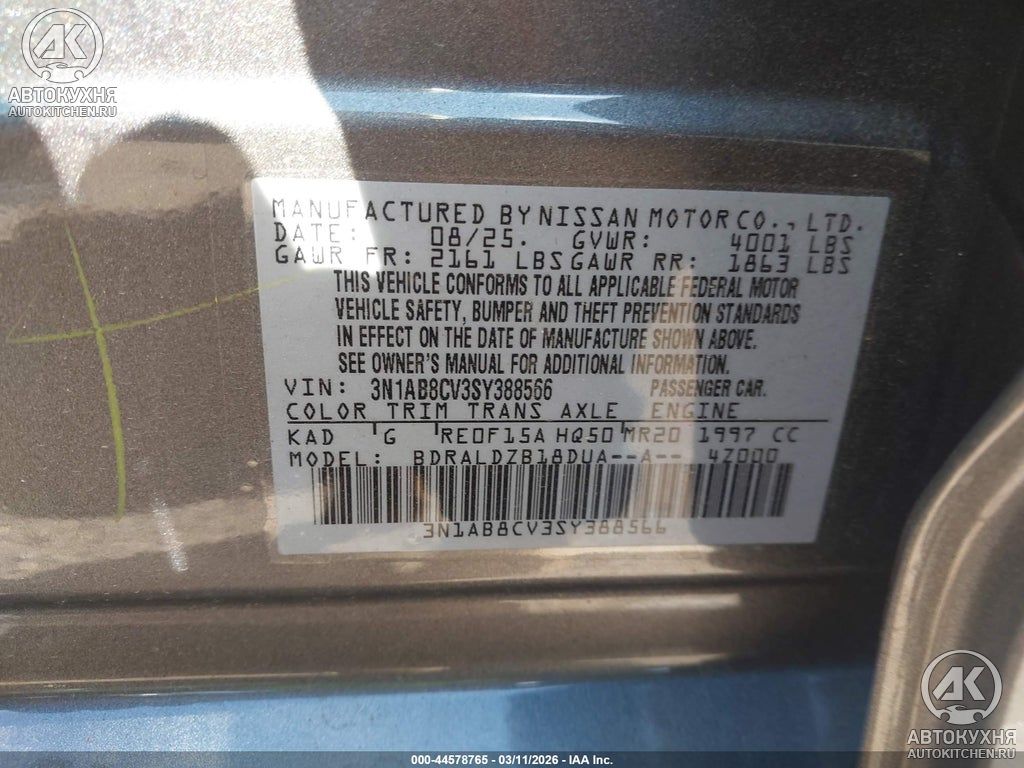 АВТОКУХНЯ
AUTOKITCHEN.RU
MANUFACTURED BY NISSAN MOTOR CO., LTD.
DATE: 08/25. GVWR: 4001 LBS
GAWR FR: 2161 LBS GAWR RR: 1863 LBS
THIS VEHICLE CONFORMS TO ALL APPLICABLE FEDERAL MOTOR
VEHICLE SAFETY, BUMPER AND THEFT PREVENTION STANDARDS
IN EFFECT ON THE DATE OF MANUFACTURE SHOWN ABOVE.
SEE OWNER'S MANUAL FOR ADDITIONAL INFORMATION.
VIN: 3N1AB8CV3SY388566 PASSENGER CAR.
COLOR TRIM TRANS AXLE ENGINE
KAD G RE0F15A HQ50 MR20 1997 CC
MODEL: BDRALDZB18DUA--A-- 4Z000
3N1AB8CV3SY388566
АВТОКУХНЯ
AUTOKITCHEN.RU
000-44578765 - 03/11/2026 - IAA Inc.